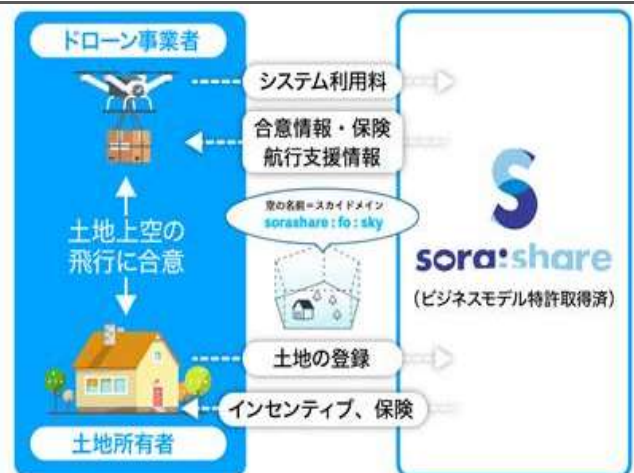 ドローン事業者
システム利用料
合意情報・保険
航行支援情報
空の名前=スカイドメイン
sorashare : fo : sky
土地上空の
飛行に合意
sora:share
(ビジネスモデル特許取得済)
土地の登録
インセンティブ、保険
土地所有者